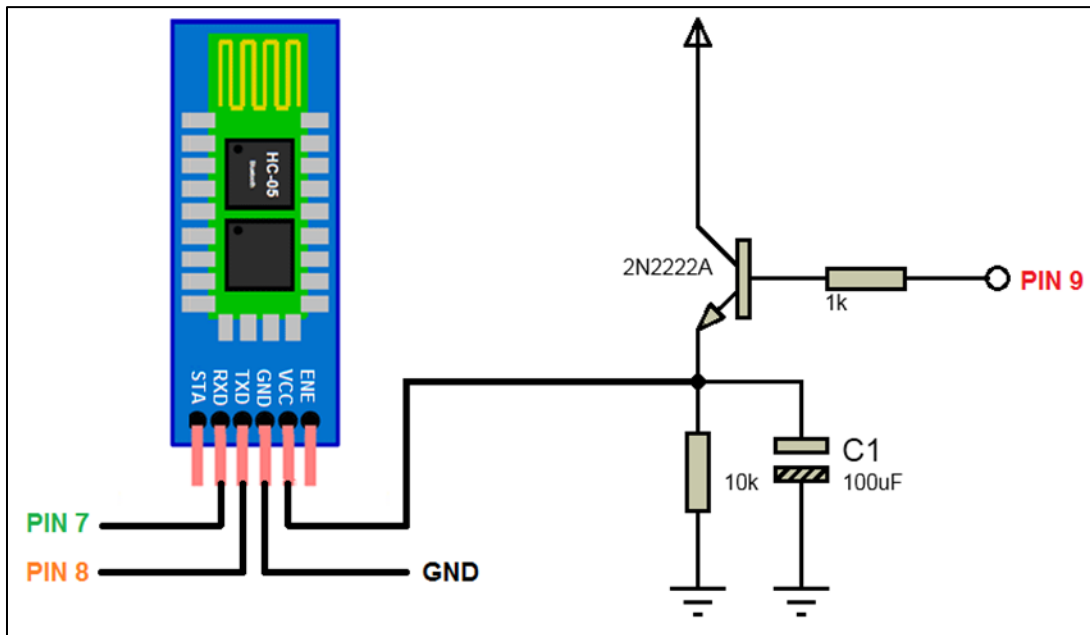 HC-05
Bluetooth
STA
RXD
TXD
GND
VCC
ENE
PIN 7
PIN 8
GND
2N2222A
1k
PIN 9
10k
C1
100uF